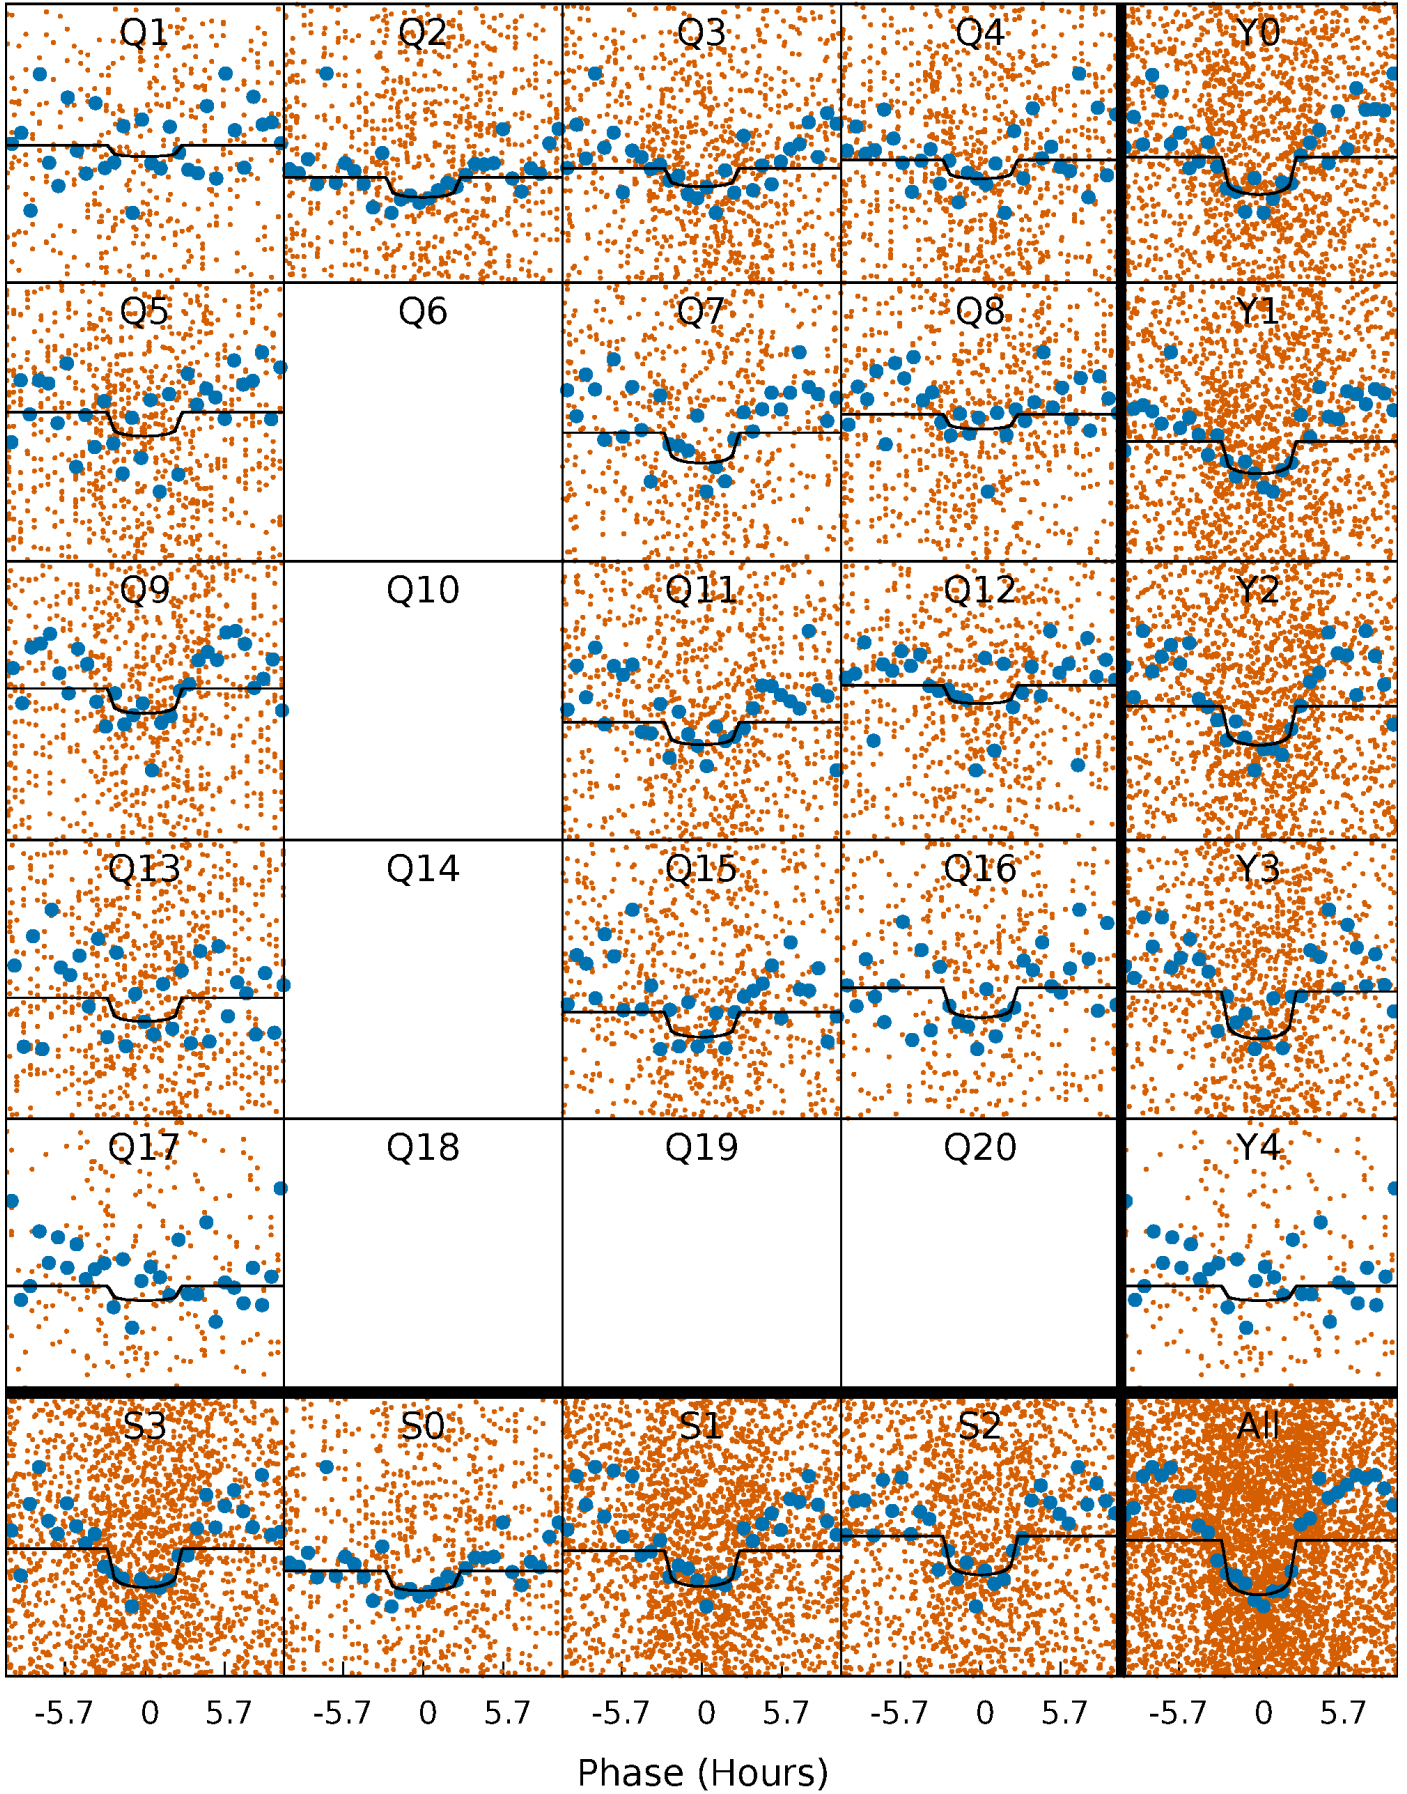 Q1 Q2 Q3 Q4 Y0
Q5 Q6 Q7 Q8 Y1
Q9 Q10 Q11 Q12 Y2
Q13 Q14 Q15 Q16 Y3
Q17 Q18 Q19 Q20 Y4
S3 S0 S1 S2 All
-5.7 0 5.7 -5.7 0 5.7 -5.7 0 5.7 -5.7 0 5.7 -5.7 0 5.7
Phase (Hours)